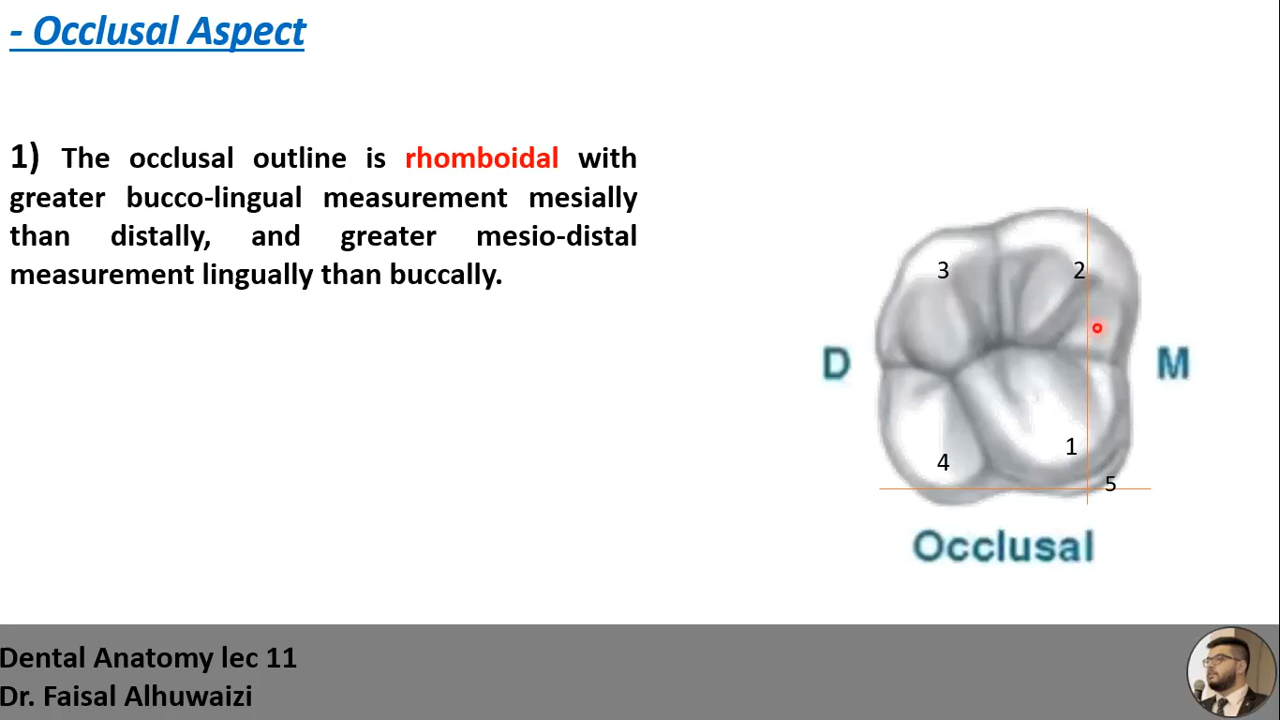 - Occlusal Aspect
1) The occlusal outline is rhomboidal with
greater bucco-lingual measurement mesially
than distally, and greater mesio-distal
measurement lingually than buccally.
3
2
D
M
1
4
5
Occlusal
Dental Anatomy lec 11
Dr. Faisal Alhuwaizi